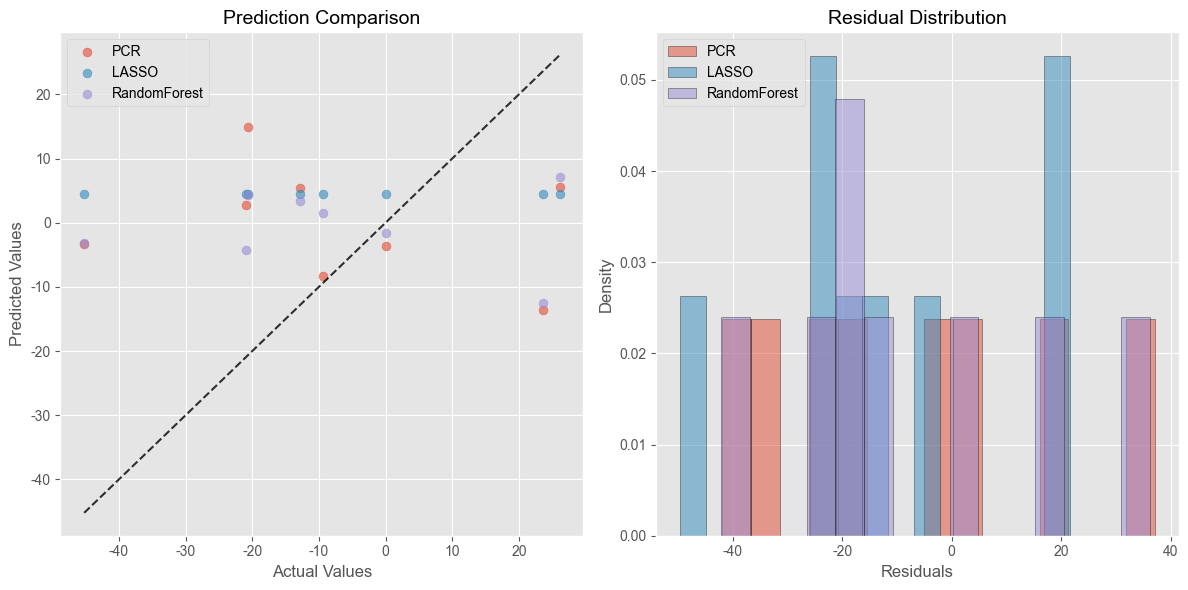 Prediction Comparison
PCR
LASSO
RandomForest
Predicted Values
20
10
0
-10
-20
-30
-40
-40
-30
-20
-10
0
10
20
Actual Values
Residual Distribution
PCR
LASSO
RandomForest
Density
0.05
0.04
0.03
0.02
0.01
0.00
-40
-20
0
20
40
Residuals